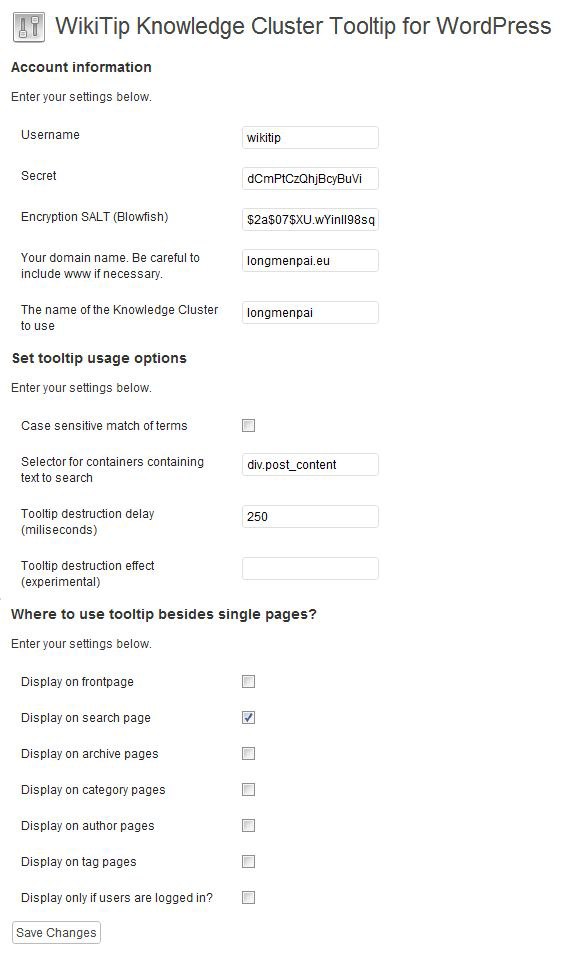 WikiTip Knowledge Cluster Tooltip for WordPress
Account information
Enter your settings below.
Username wikitip
Secret dCmPtCzQhjBcyBuVi
Encryption SALT (Blowfish) $2a$07$XU.wYinII98sq
Your domain name. Be careful to
include www if necessary. longmenpai.eu
The name of the Knowledge Cluster
to use longmenpai
Set tooltip usage options
Enter your settings below.
Case sensitive match of terms
Selector for containers containing
text to search div.post_content
Tooltip destruction delay
(miliseconds) 250
Tooltip destruction effect
(experimental)
Where to use tooltip besides single pages?
Enter your settings below.
Display on frontpage
Display on search page
Display on archive pages
Display on category pages
Display on author pages
Display on tag pages
Display only if users are logged in?
Save Changes